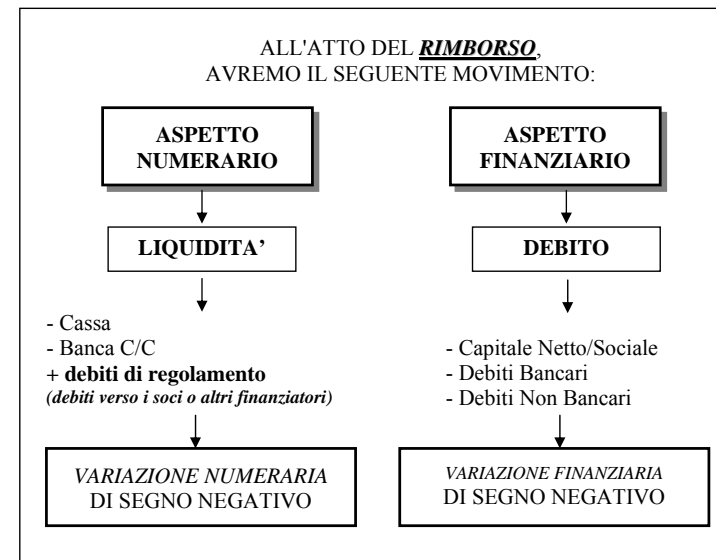 ALL'ATTO DEL RIMBORSO,
AVREMO IL SEGUENTE MOVIMENTO:
ASPETTO
NUMERARIO
LIQUIDITA’
- Cassa
- Banca C/C
+ debiti di regolamento
(debiti verso i soci o altri finanziatori)
VARIAZIONE NUMERARIA
DI SEGNO NEGATIVO
ASPETTO
FINANZIARIO
DEBITO
- Capitale Netto/Sociale
- Debiti Bancari
- Debiti Non Bancari
VARIAZIONE FINANZIARIA
DI SEGNO NEGATIVO